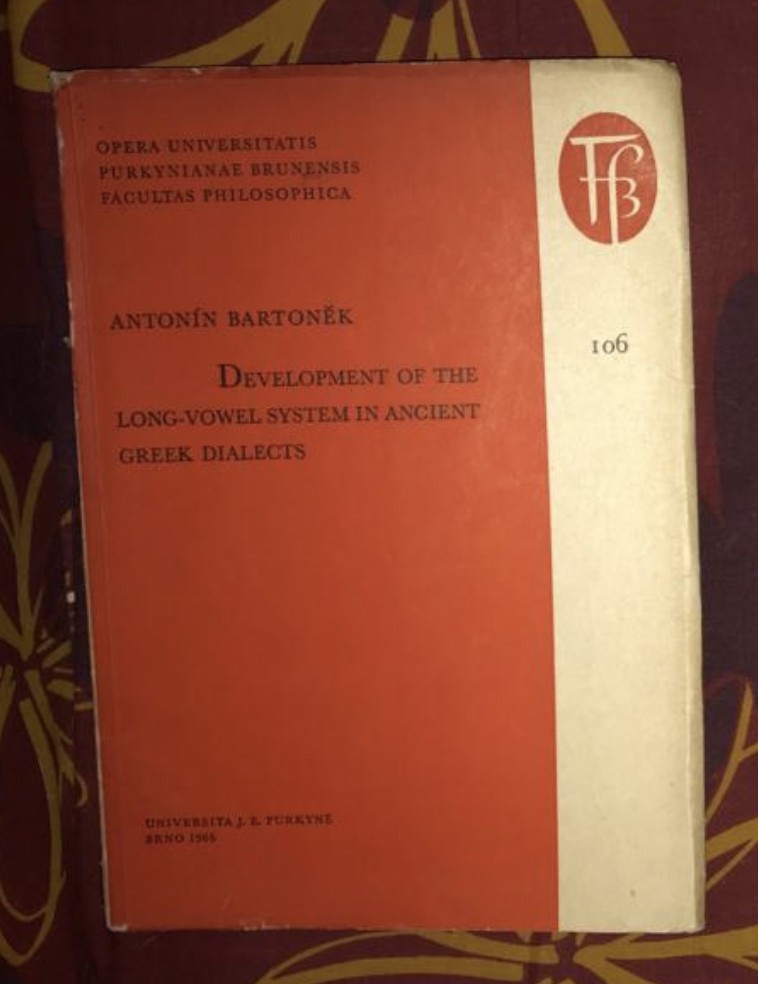 OPERA UNIVERSITATIS
PURKYNIANAE BRUNENSIS
FACULTAS PHILOSOPHICA
ANTONÍN BARTONĚK
DEVELOPMENT OF THE
LONG-VOWEL SYSTEM IN ANCIENT
GREEK DIALECTS
106
UNIVERSITA J. E. PURKYNĚ
BRNO 1966